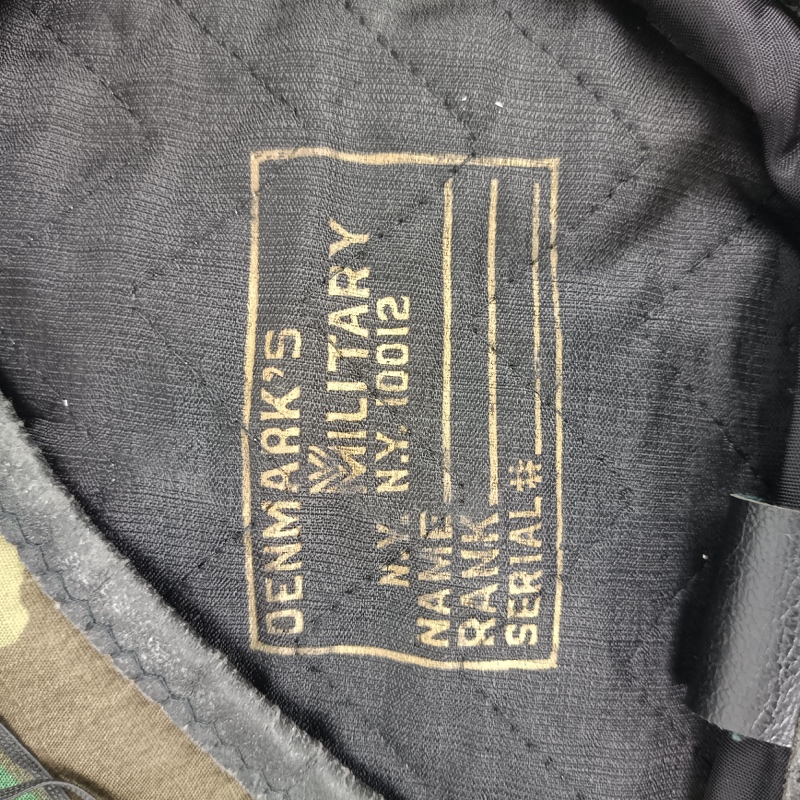 DENMARK'S
MILITARY
N.Y. N.Y. 10012
NAME
RANK
SERIAL #